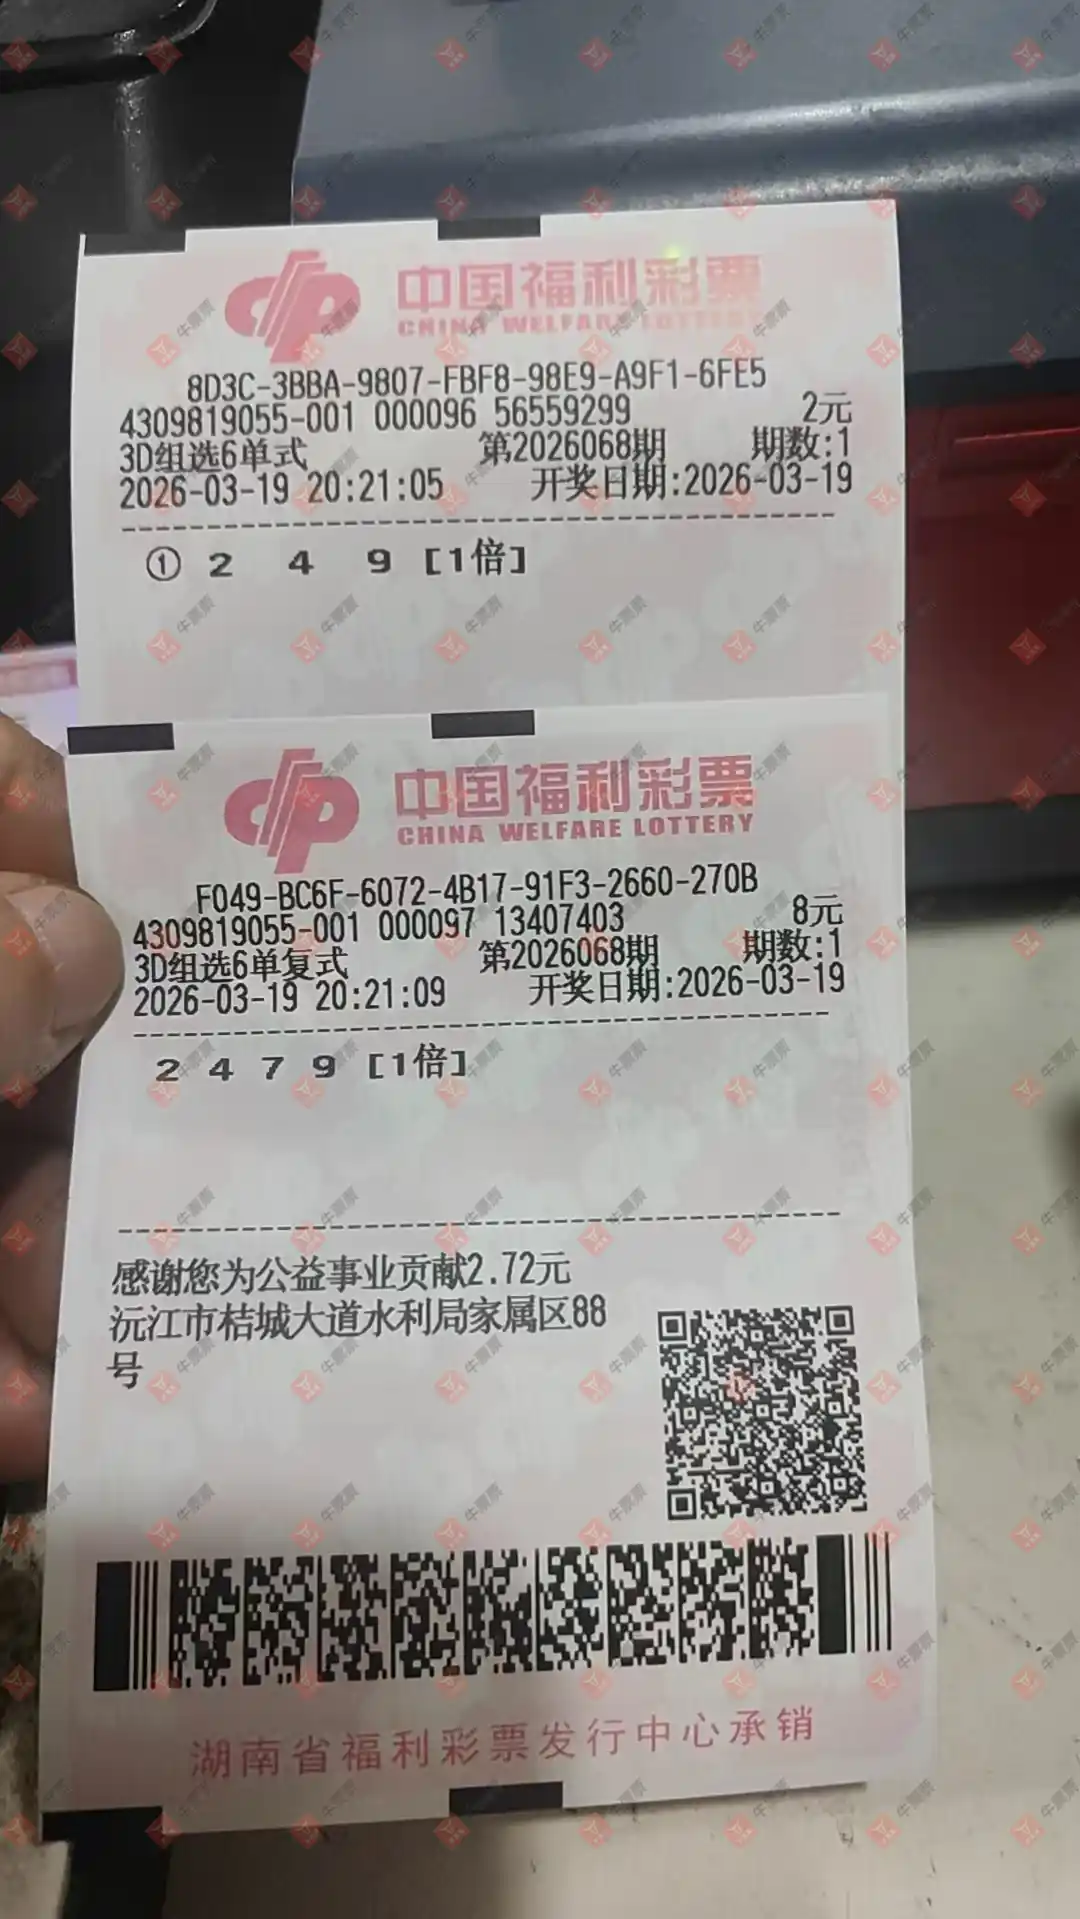 中国福利彩票
CHINA WELFARE LOTTERY
8D3C-3BBA-9807-FBF8-98E9-A9F1-6FE5
4309819055-001 000096 56559299 2元
3D组选6单式 第2026068期 期数:1
2026-03-19 20:21:05 开奖日期:2026-03-19
① 2 4 9 [1倍]
中国福利彩票
CHINA WELFARE LOTTERY
F049-BC6F-6072-4B17-91F3-2660-270B
4309819055-001 000097 13407403 8元
3D组选6单复式 第2026068期 期数:1
2026-03-19 20:21:09 开奖日期:2026-03-19
2 4 7 9 [1倍]
感谢您为公益事业贡献2.72元
沅江市桔城大道水利局家属区88
号
湖南省福利彩票发行中心承销
牛票票